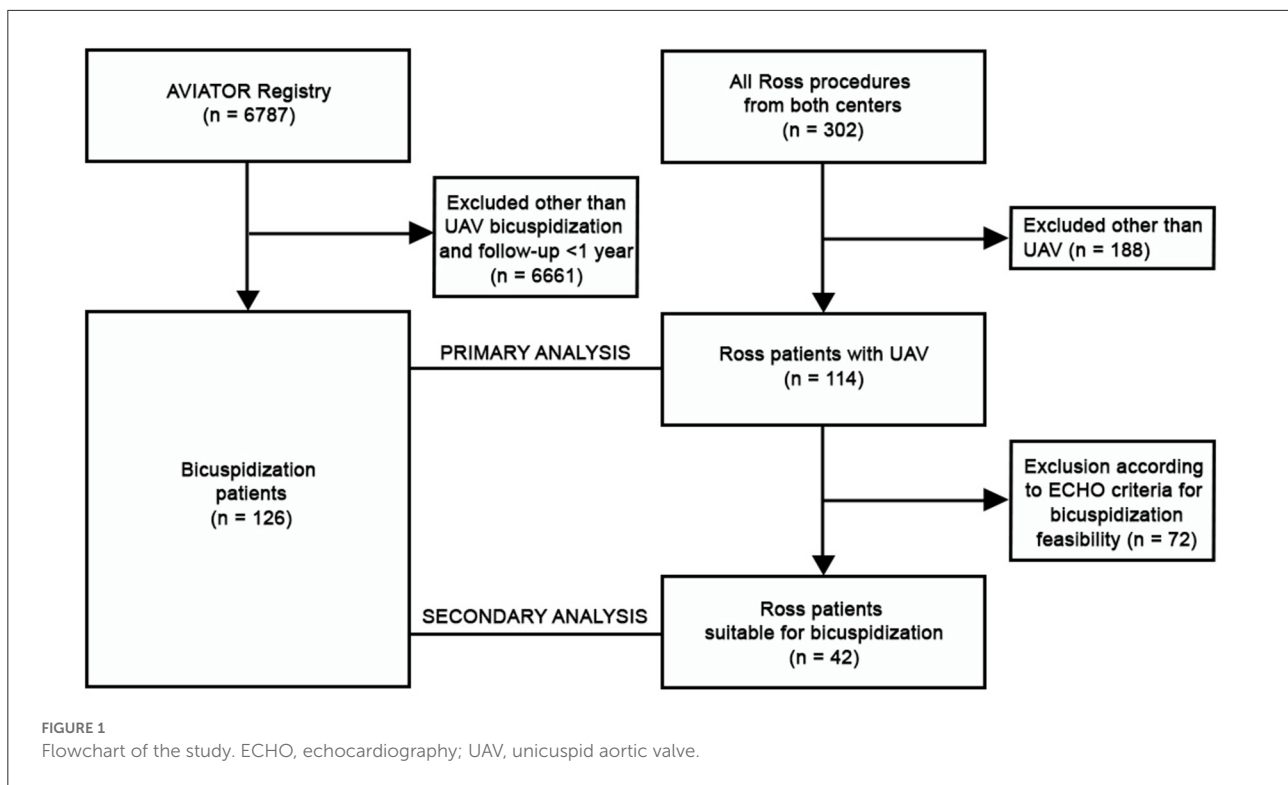 AVIATOR Registry
(n = 6787)
All Ross procedures
from both centers
(n = 302)
Excluded other than
UAV bicuspidization
and follow-up <1 year
(n = 6661)
Excluded other than
UAV (n = 188)
PRIMARY ANALYSIS
Ross patients with UAV
(n = 114)
Bicuspidization
patients
(n = 126)
Exclusion according
to ECHO criteria for
bicuspidization
feasibility (n = 72)
SECONDARY ANALYSIS
Ross patients
suitable for bicuspidization
(n = 42)
FIGURE 1
Flowchart of the study. ECHO, echocardiography; UAV, unicuspid aortic valve.